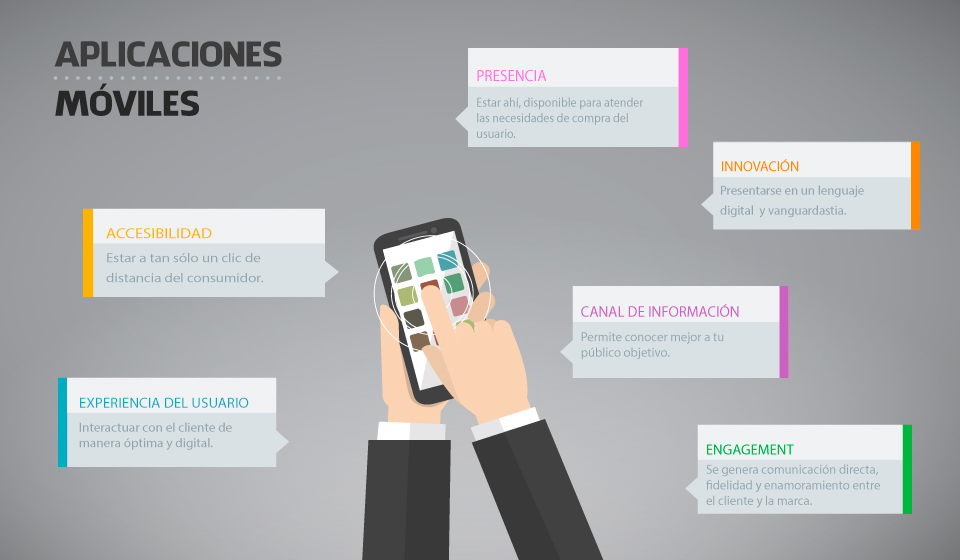 APLICACIONES
MÓVILES
PRESENCIA
Estar ahí, disponible para atender
las necesidades de compra del
usuario.
INNOVACIÓN
Presentarse en un lenguaje
digital y vanguardastia.
ACCESIBILIDAD
Estar a tan sólo un clic de
distancia del consumidor.
CANAL DE INFORMACIÓN
Permite conocer mejor a tu
público objetivo.
EXPERIENCIA DEL USUARIO
Interactuar con el cliente de
manera óptima y digital.
ENGAGEMENT
Se genera comunicación directa,
fidelidad y enamoramiento entre
el cliente y la marca.